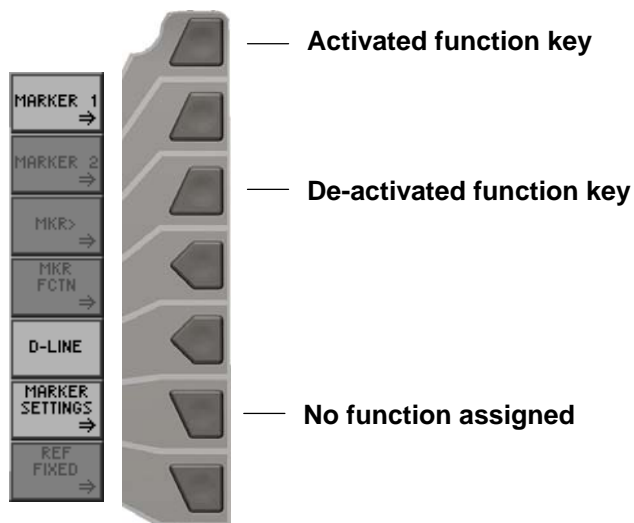 Activated function key
MARKER 1
⇒
MARKER 2
⇒
De-activated function key
MKR>
⇒
MKR
FCTN
⇒
D-LINE
MARKER
SETTINGS
⇒
No function assigned
REF
FIXED
⇒